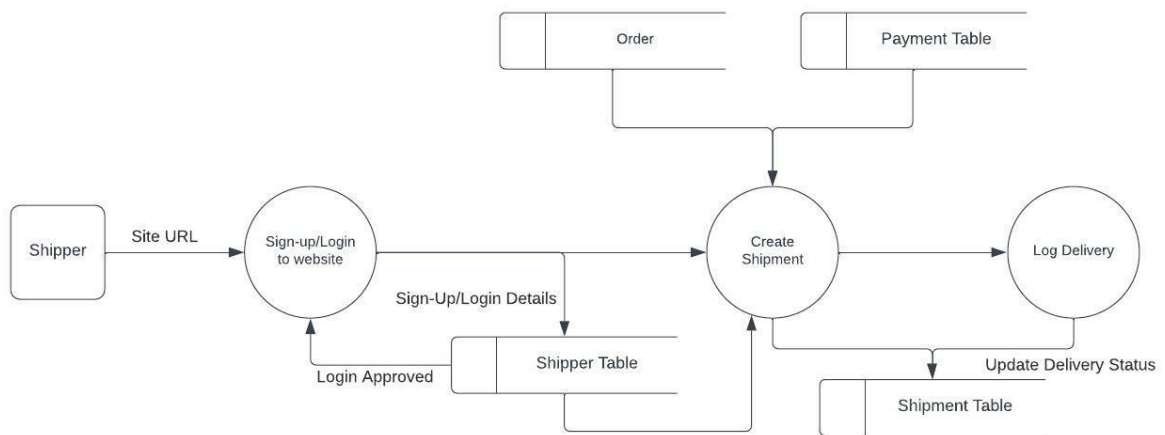 Order
Payment Table
Shipper
Site URL
Sign-up/Login
to website
Create
Shipment
Log Delivery
Sign-Up/Login Details
Login Approved
Shipper Table
Update Delivery Status
Shipment Table